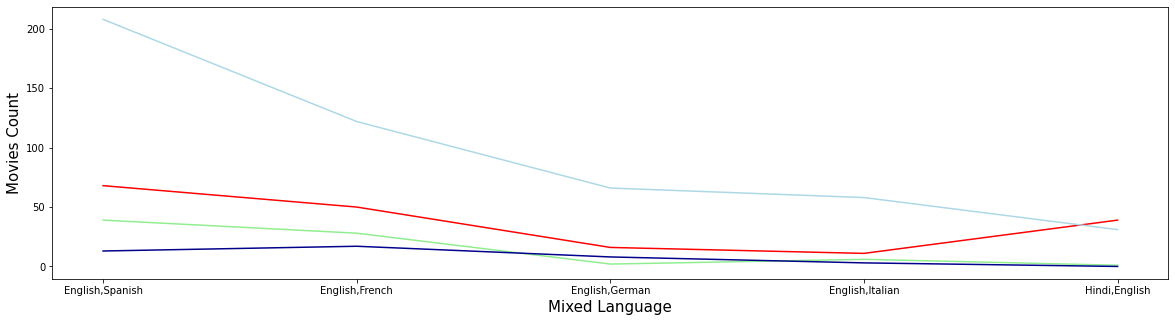 200
150
100
50
0
Movies Count
English,Spanish English,French English,German English,Italian Hindi,English
Mixed Language